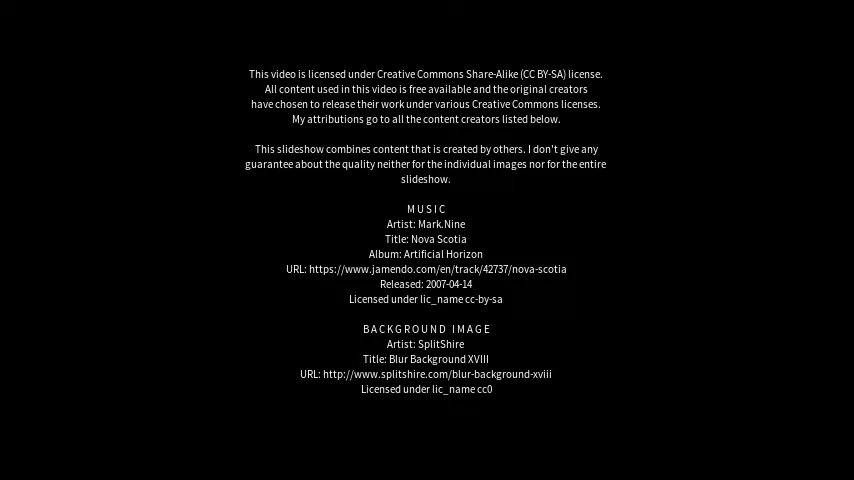 This video is licensed under Creative Commons Share-Alike (CC BY-SA) license.
All content used in this video is free available and the original creators
have chosen to release their work under various Creative Commons licenses.
My attributions go to all the content creators listed below.
This slideshow combines content that is created by others. I don't give any
guarantee about the quality neither for the individual images nor for the entire
slideshow.
MUSIC
Artist: Mark.Nine
Title: Nova Scotia
Album: Artificial Horizon
URL: https://www.jamendo.com/en/track/42737/nova-scotia
Released: 2007-04-14
Licensed under lic_name cc-by-sa
BACKGROUND IMAGE
Artist: SplitShire
Title: Blur Background XVIII
URL: http://www.splitshire.com/blur-background-xviii
Licensed under lic_name cc0